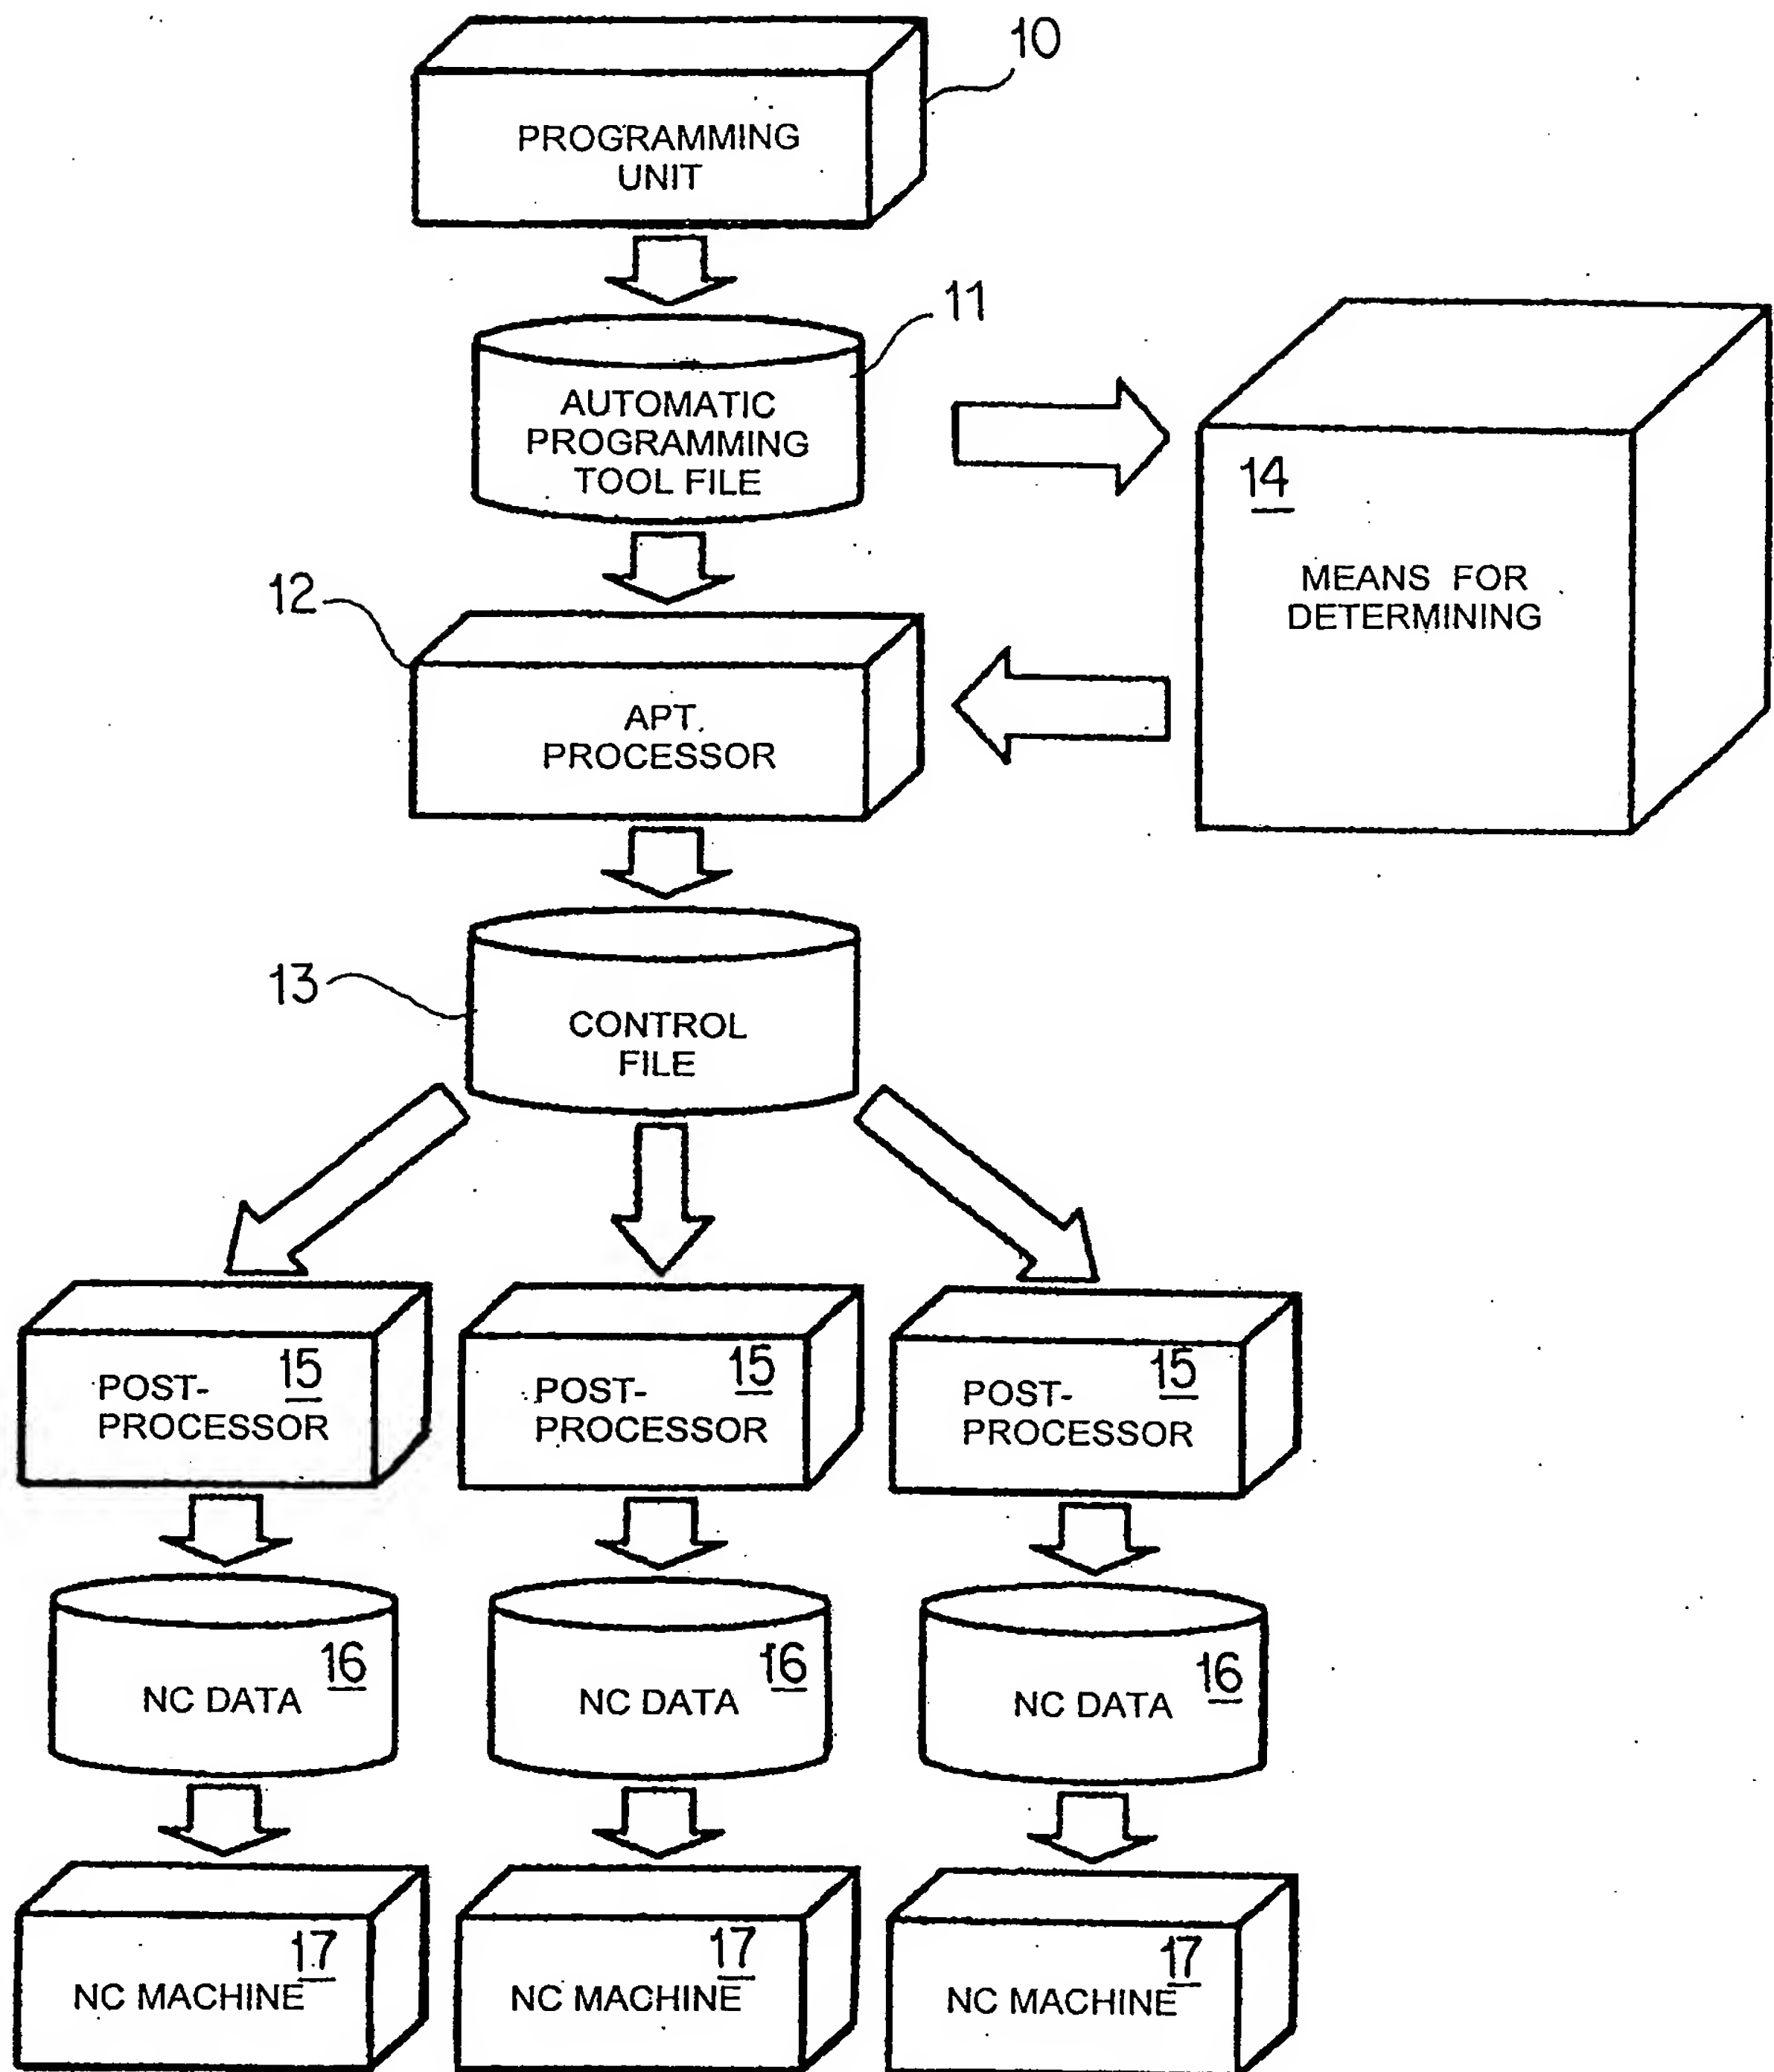 10
PROGRAMMING
UNIT
11
AUTOMATIC
PROGRAMMING
TOOL FILE
14
MEANS FOR
DETERMINING
12
APT.
PROCESSOR
13
CONTROL
FILE
15
POST-
PROCESSOR
15
POST-
PROCESSOR
15
POST-
PROCESSOR
16
NC DATA
16
NC DATA
16
NC DATA
17
NC MACHINE
17
NC MACHINE
17
NC MACHINE